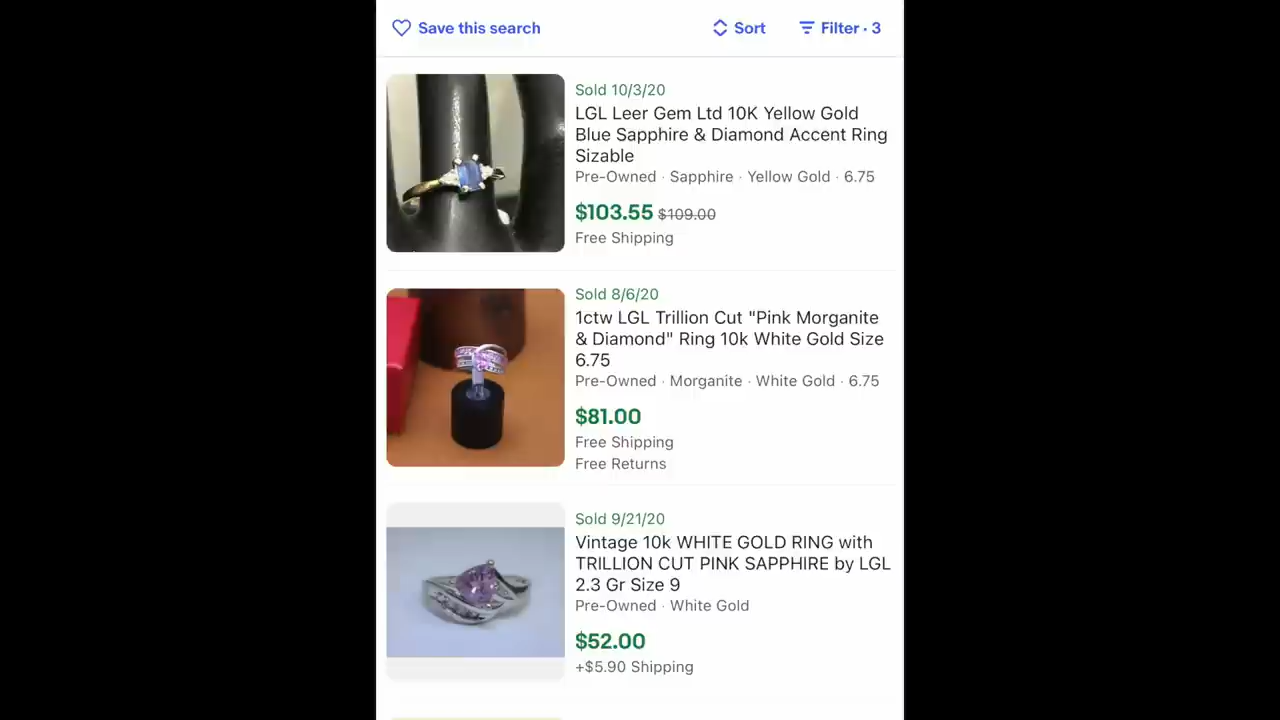 Save this search
Sort
Filter · 3
Sold 10/3/20
LGL Leer Gem Ltd 10K Yellow Gold
Blue Sapphire & Diamond Accent Ring
Sizable
Pre-Owned · Sapphire · Yellow Gold · 6.75
$103.55 $109.00
Free Shipping
Sold 8/6/20
1ctw LGL Trillion Cut "Pink Morganite
& Diamond" Ring 10k White Gold Size
6.75
Pre-Owned · Morganite · White Gold · 6.75
$81.00
Free Shipping
Free Returns
Sold 9/21/20
Vintage 10k WHITE GOLD RING with
TRILLION CUT PINK SAPPHIRE by LGL
2.3 Gr Size 9
Pre-Owned · White Gold
$52.00
+$5.90 Shipping